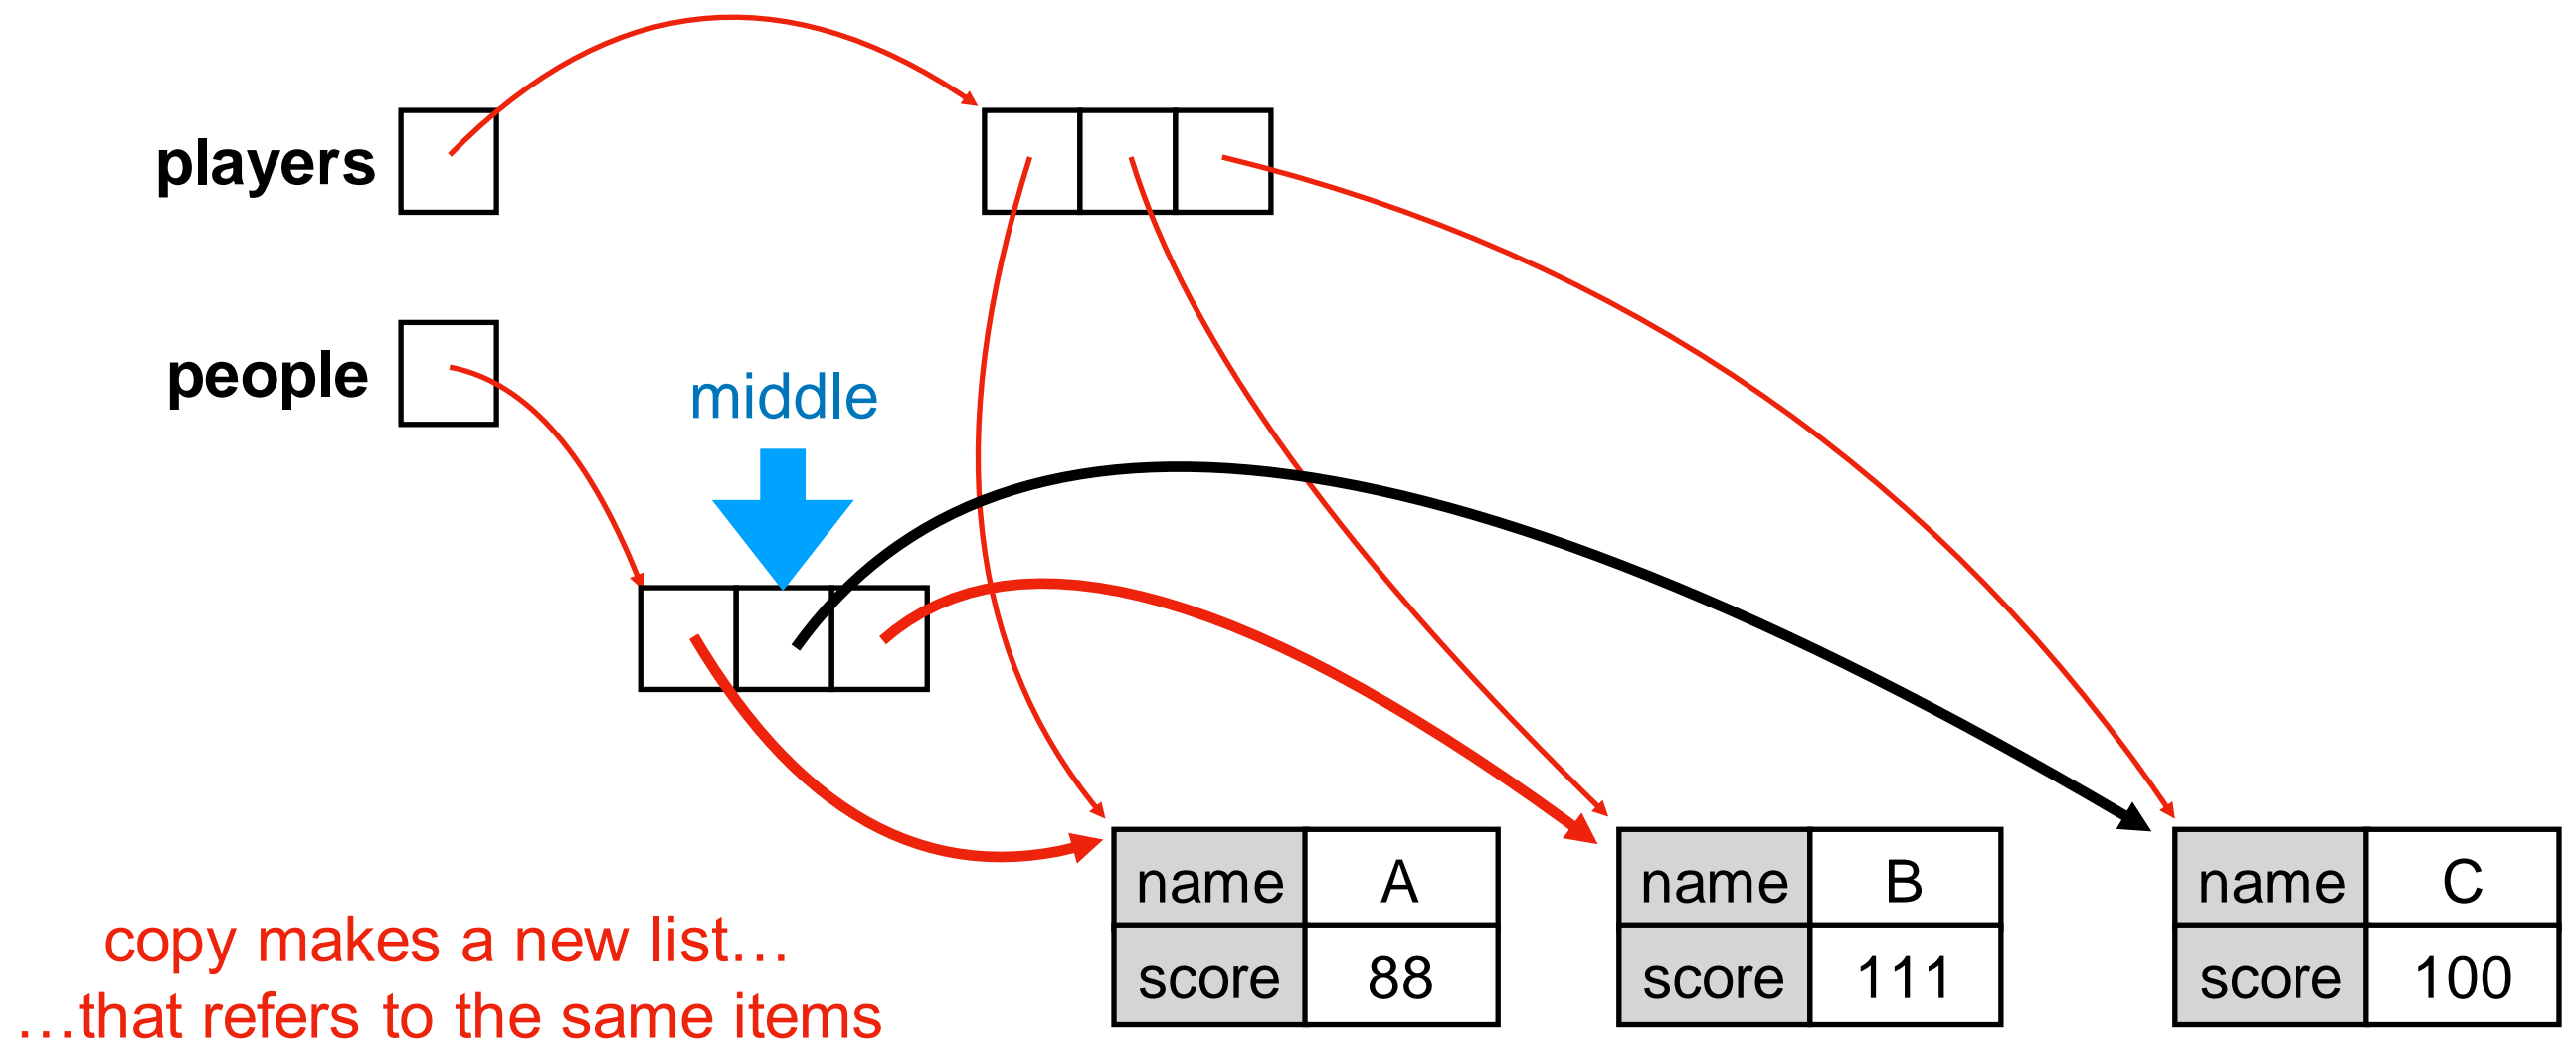 players
people
middle
name A
score 88
name B
score 111
name C
score 100
copy makes a new list…
…that refers to the same items